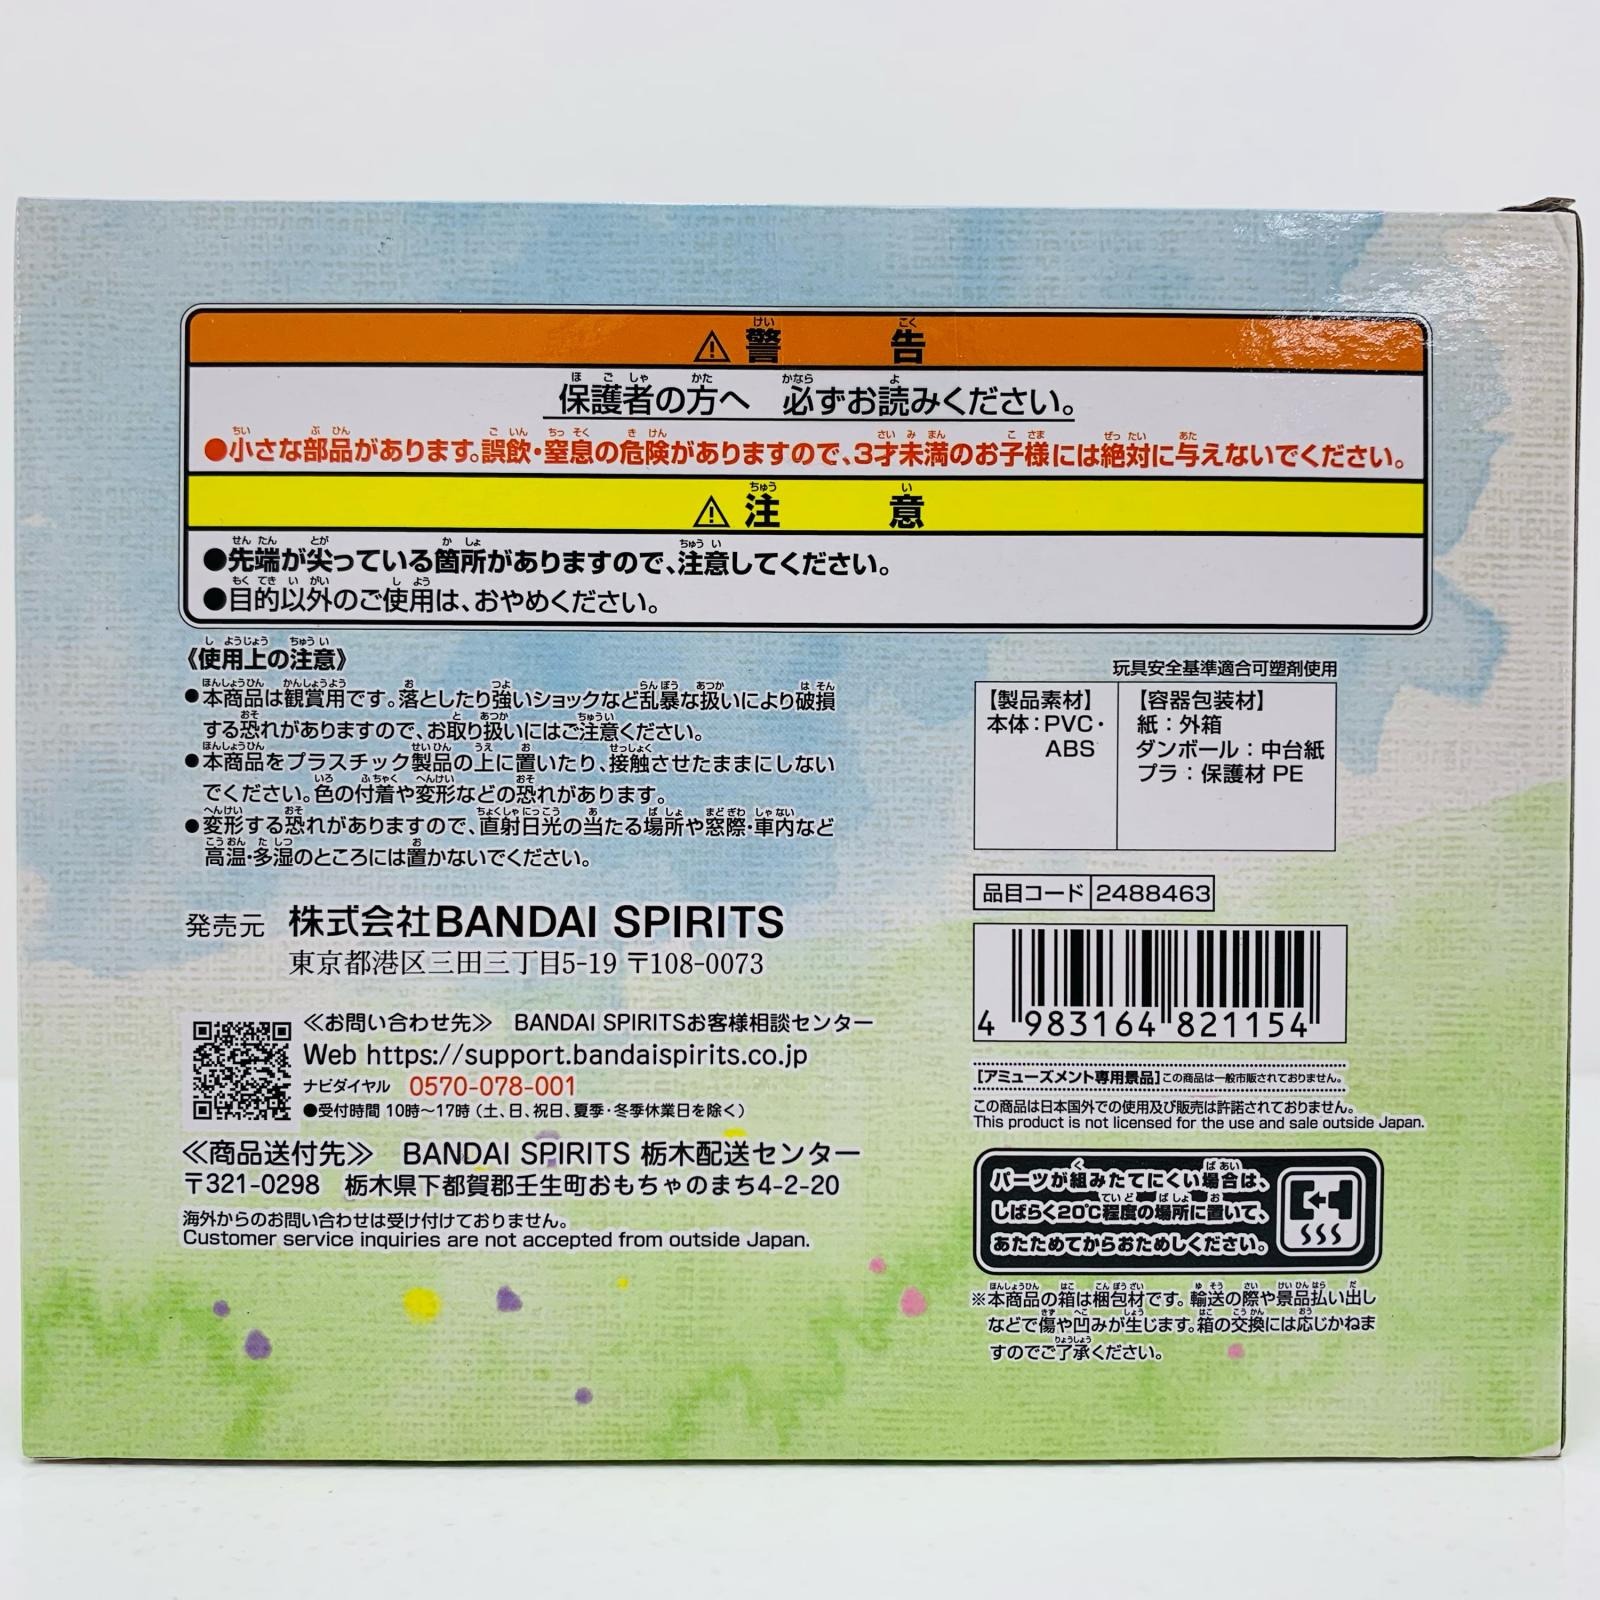 ⚠警告
保護者の方へ 必ずお読みください。
●小さな部品があります。誤飲・窒息の危険がありますので、3才未満のお子様には絶対に与えないでください。
⚠注意
●先端が尖っている箇所がありますので、注意してください。
●目的以外のご使用は、おやめください。
《使用上の注意》
●本商品は観賞用です。落としたり強いショックなど乱暴な扱いにより破損
する恐れがありますので、お取り扱いにはご注意ください。
●本商品をプラスチック製品の上に置いたり、接触させたままにしない
でください。色の付着や変形などの恐れがあります。
●変形する恐れがありますので、直射日光の当たる場所や窓際・車内など
高温・多湿のところには置かないでください。
発売元 株式会社BANDAI SPIRITS
東京都港区三田三丁目5-19 〒108-0073
≪お問い合わせ先≫ BANDAI SPIRITSお客様相談センター
Web https://support.bandaispirits.co.jp
ナビダイヤル 0570-078-001
●受付時間 10時～17時（土、日、祝日、夏季・冬季休業日を除く）
≪商品送付先≫ BANDAI SPIRITS 栃木配送センター
〒321-0298 栃木県下都賀郡壬生町おもちゃのまち4-2-20
海外からのお問い合わせは受け付けておりません。
Customer service inquiries are not accepted from outside Japan.
玩具安全基準適合可塑剤使用
【製品素材】
本体：PVC・
ABS
【容器包装材】
紙：外箱
ダンボール：中台紙
プラ：保護材 PE
品目コード 2488463
4 983164 821154
【アミューズメント専用景品】この商品は一般市販されておりません。
この商品は日本国外での使用及び販売は許諾されておりません。
This product is not licensed for the use and sale outside Japan.
パーツが組みたてにくい場合は、
しばらく20℃程度の場所に置いて、
あたためてからおためしください。
※本商品の箱は梱包材です。輸送の際や景品払い出し
などで傷や凹みが生じます。箱の交換には応じかねま
すのでご了承ください。